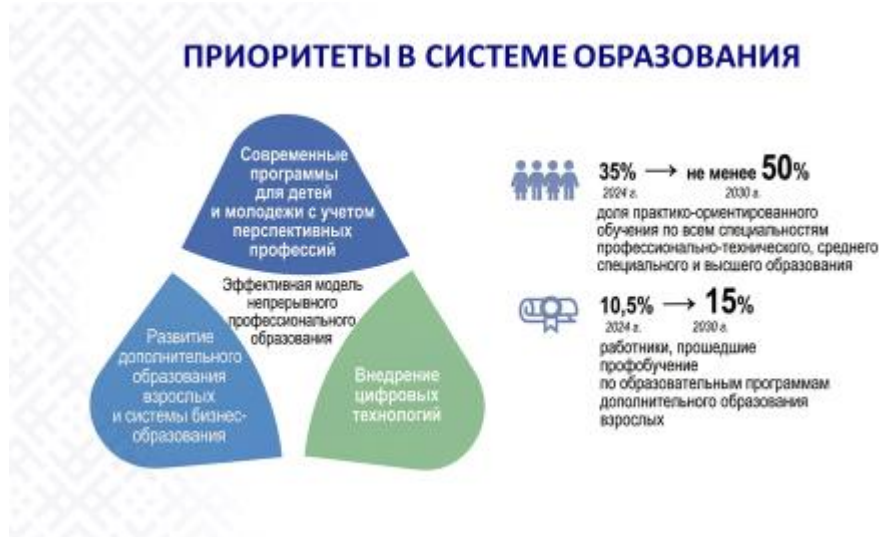 ПРИОРИТЕТЫ В СИСТЕМЕ ОБРАЗОВАНИЯ
Современные
программы
для детей
и молодежи с учетом
перспективных
профессий
Эффективная модель
непрерывного
профессионального
образования
Развитие
дополнительного
образования
взрослых
и системы бизнес-
образования
Внедрение
цифровых
технологий
35% → не менее 50%
2024 г. 2030 г.
доля практико-ориентированного
обучения по всем специальностям
профессионально-технического, среднего
специального и высшего образования
10,5% → 15%
2024 г. 2030 г.
работники, прошедшие
профобучение
по образовательным программам
дополнительного образования
взрослых